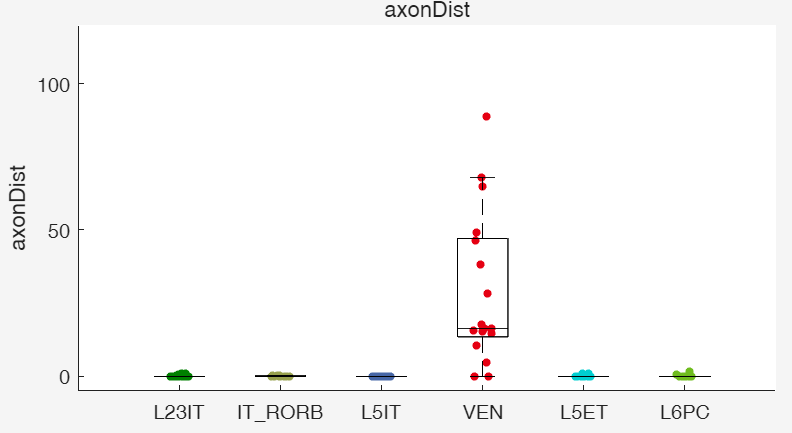 axonDist
100
50
0
axonDist
L23IT IT_RORB L5IT VEN L5ET L6PC